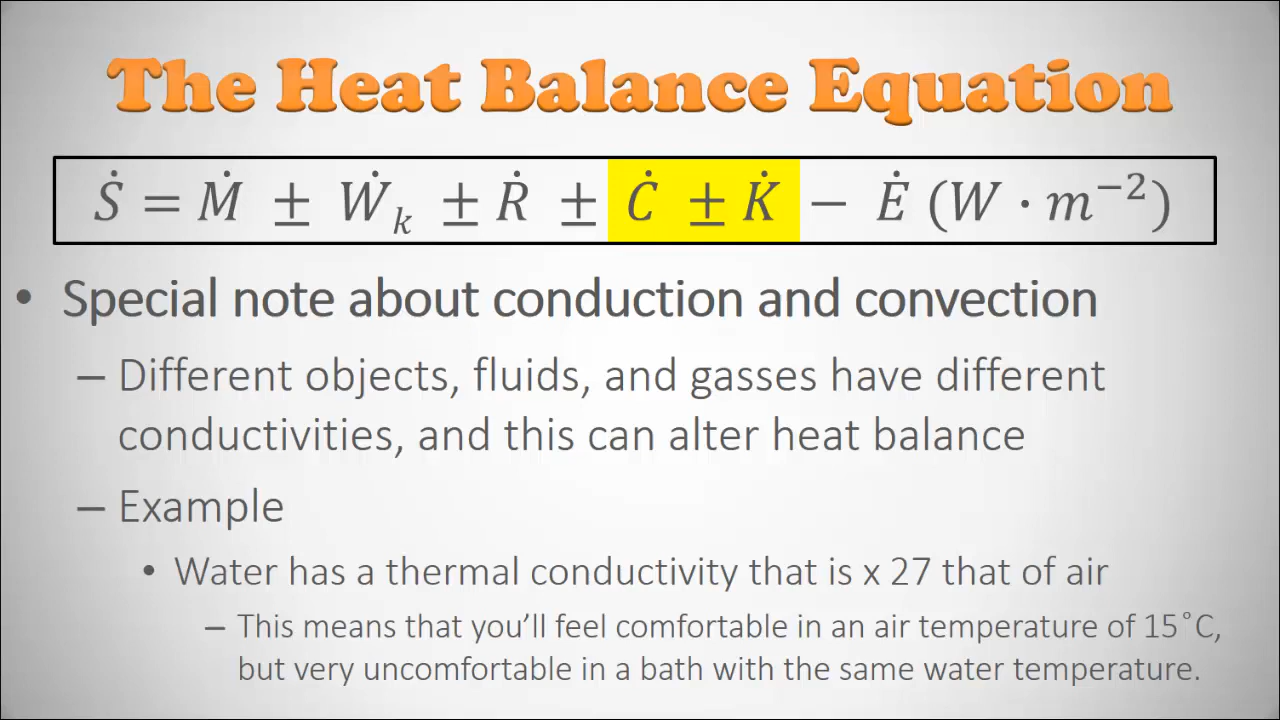 The Heat Balance Equation
Ṡ = Ṁ ± Ẇₖ ± Ṙ ± Ċ ± K̇ − Ė (W · m⁻²)
• Special note about conduction and convection
– Different objects, fluids, and gasses have different
conductivities, and this can alter heat balance
– Example
• Water has a thermal conductivity that is x 27 that of air
– This means that you’ll feel comfortable in an air temperature of 15˚C,
but very uncomfortable in a bath with the same water temperature.